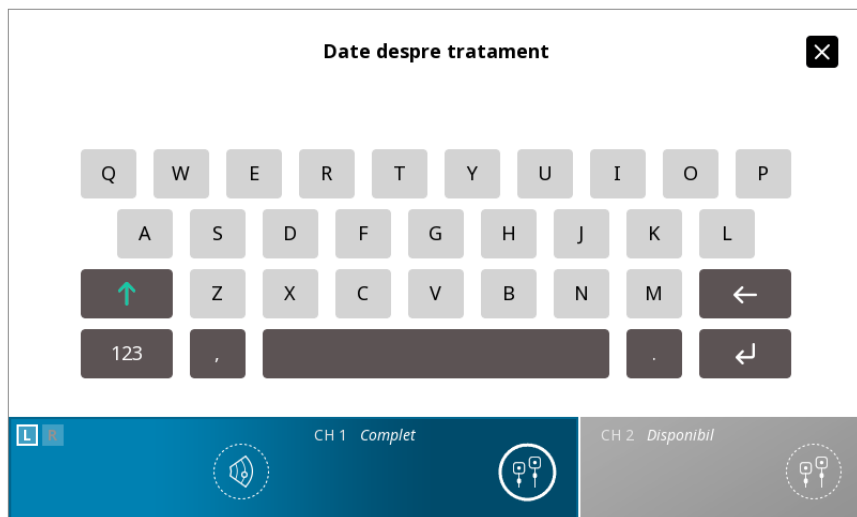 Date despre tratament
Q W E R T Y U I O P
A S D F G H J K L
Z X C V B N M
123 , .
L R CH 1 Complet CH 2 Disponibil